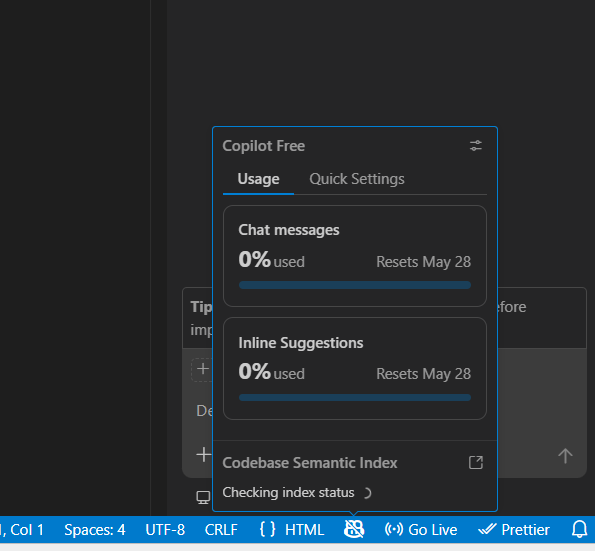 Copilot Free
Usage Quick Settings
Chat messages
0% used Resets May 28
Tip efore
imp
Inline Suggestions
0% used Resets May 28
De
Codebase Semantic Index
Checking index status
, Col 1 Spaces: 4 UTF-8 CRLF { } HTML Go Live Prettier